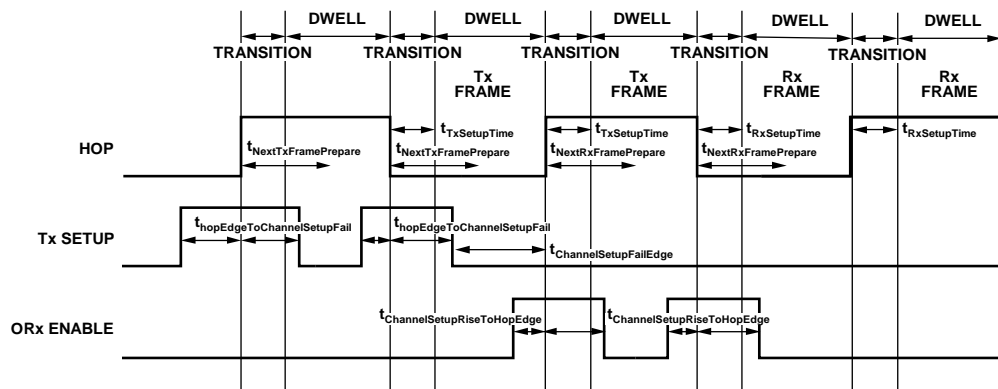 DWELL DWELL DWELL DWELL DWELL
TRANSITION TRANSITION TRANSITION TRANSITION TRANSITION
Tx FRAME
Tx FRAME
Rx FRAME
Rx FRAME
HOP
tTxSetupTime tTxSetupTime tRxSetupTime tRxSetupTime
tNextTxFramePrepare tNextTxFramePrepare tNextRxFramePrepare tNextRxFramePrepare
Tx SETUP
thopEdgeToChannelSetupFail thopEdgeToChannelSetupFail
tChannelSetupFailEdge
ORx ENABLE
tChannelSetupRiseToHopEdge tChannelSetupRiseToHopEdge